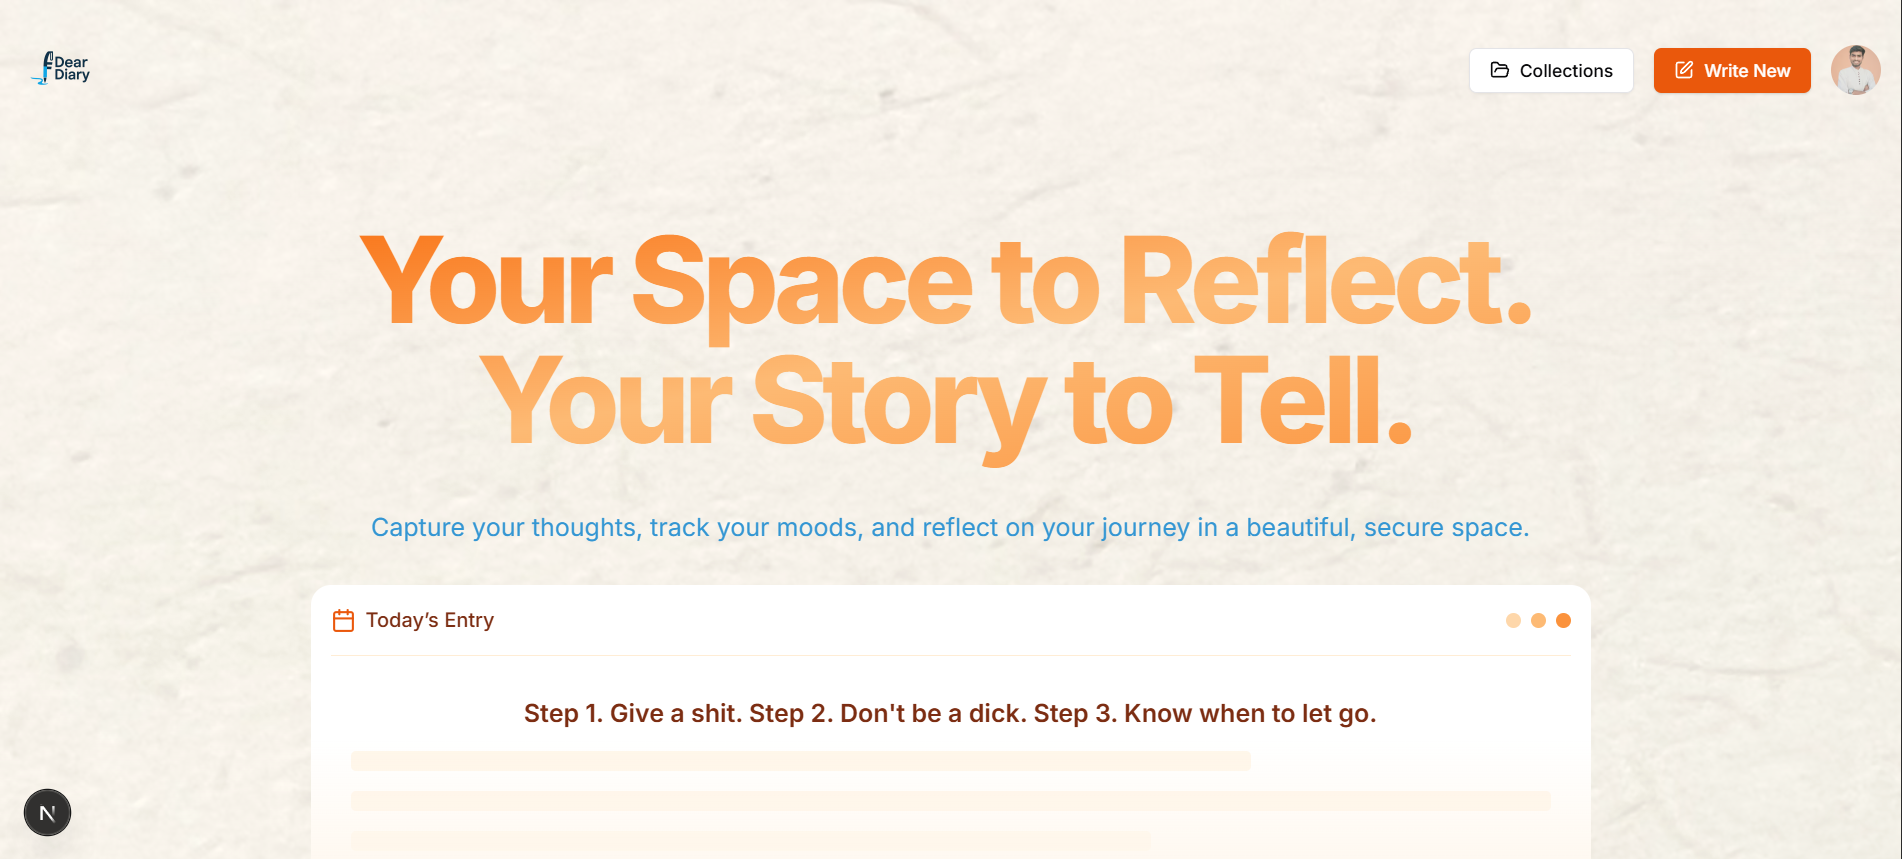 Dear
Diary
Collections
Write New
Your Space to Reflect.
Your Story to Tell.
Capture your thoughts, track your moods, and reflect on your journey in a beautiful, secure space.
Today’s Entry
Step 1. Give a shit. Step 2. Don't be a dick. Step 3. Know when to let go.
N